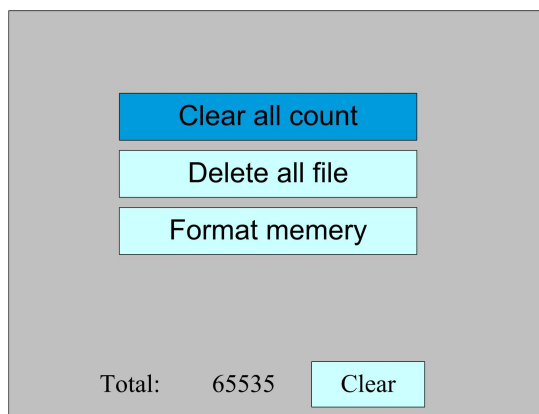 Clear all count
Delete all file
Format memery
Total: 65535 Clear